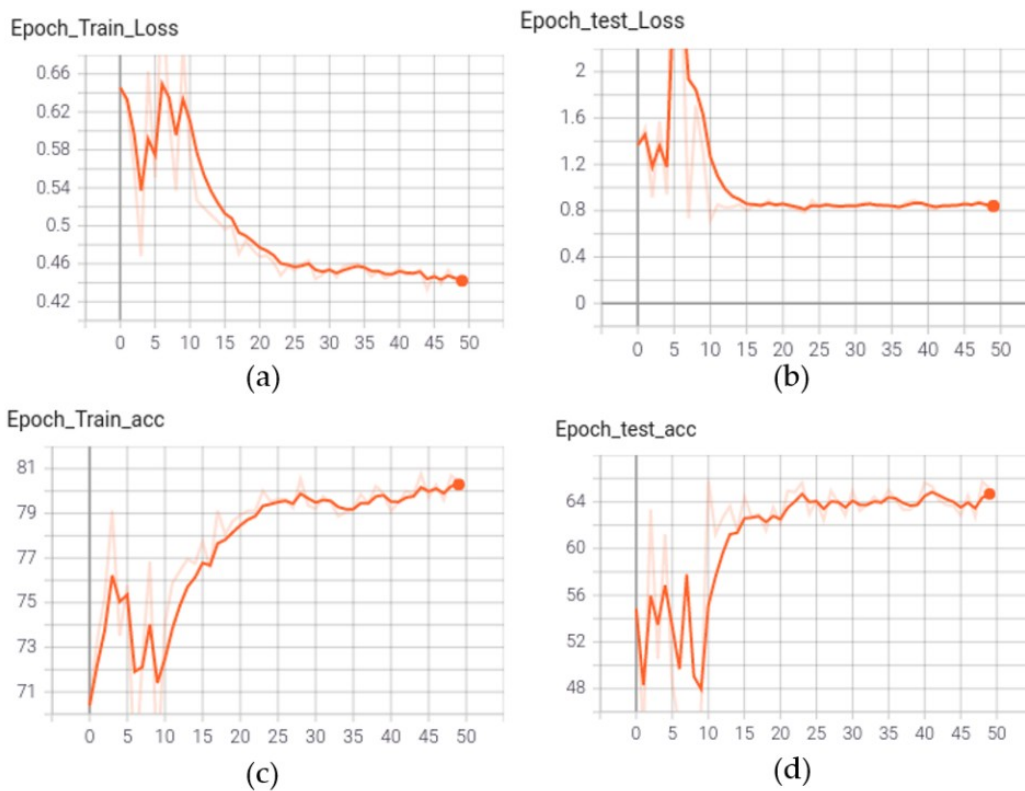 Epoch_Train_Loss
0.66
0.62
0.58
0.54
0.5
0.46
0.42
0 5 10 15 20 25 30 35 40 45 50
(a)
Epoch_test_Loss
2
1.6
1.2
0.8
0.4
0
0 5 10 15 20 25 30 35 40 45 50
(b)
Epoch_Train_acc
81
79
77
75
73
71
0 5 10 15 20 25 30 35 40 45 50
(c)
Epoch_test_acc
64
60
56
52
48
0 5 10 15 20 25 30 35 40 45 50
(d)